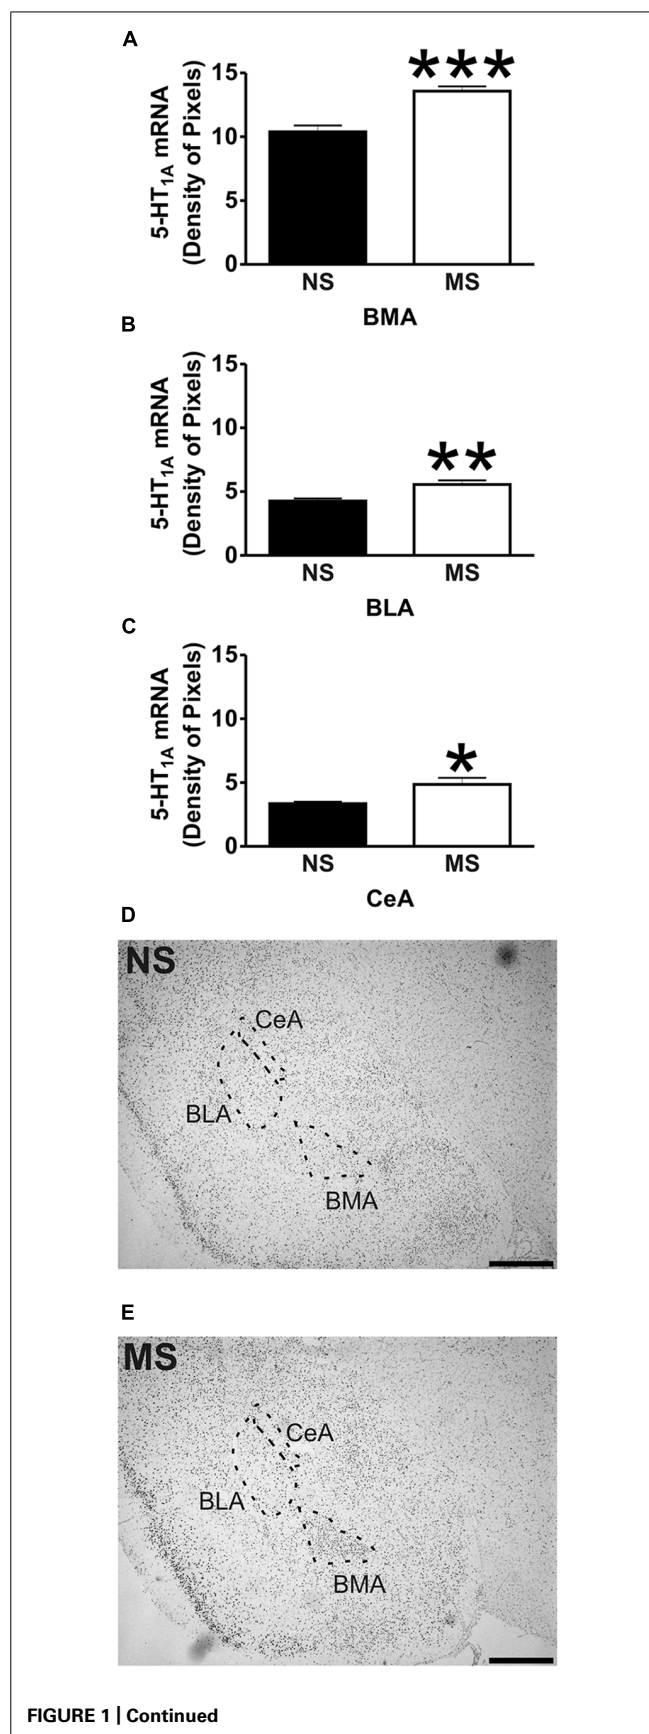 A
***
15
10
5
0
5-HT1A mRNA
(Density of Pixels)
NS MS
BMA
B
**
15
10
5
0
5-HT1A mRNA
(Density of Pixels)
NS MS
BLA
C
*
15
10
5
0
5-HT1A mRNA
(Density of Pixels)
NS MS
CeA
D
NS
CeA
BLA
BMA
E
MS
CeA
BLA
BMA
FIGURE 1 | Continued